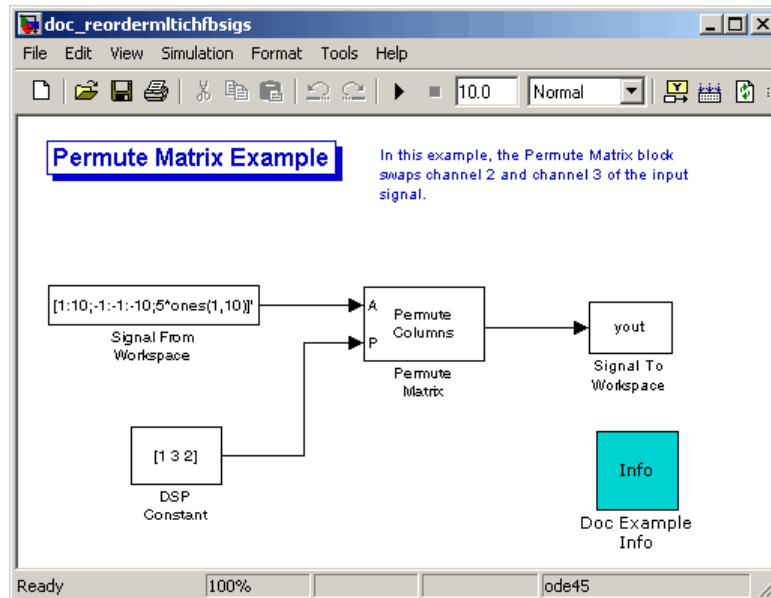 doc_reordermltichfbsigs
File Edit View Simulation Format Tools Help
10.0 Normal
Permute Matrix Example
In this example, the Permute Matrix block
swaps channel 2 and channel 3 of the input
signal.
[1:10;-1:-1:-10;5*ones(1,10)]'
Signal From
Workspace
A
P
Permute
Columns
Permute
Matrix
yout
Signal To
Workspace
[1 3 2]
DSP
Constant
Info
Doc Example
Info
Ready 100% ode45